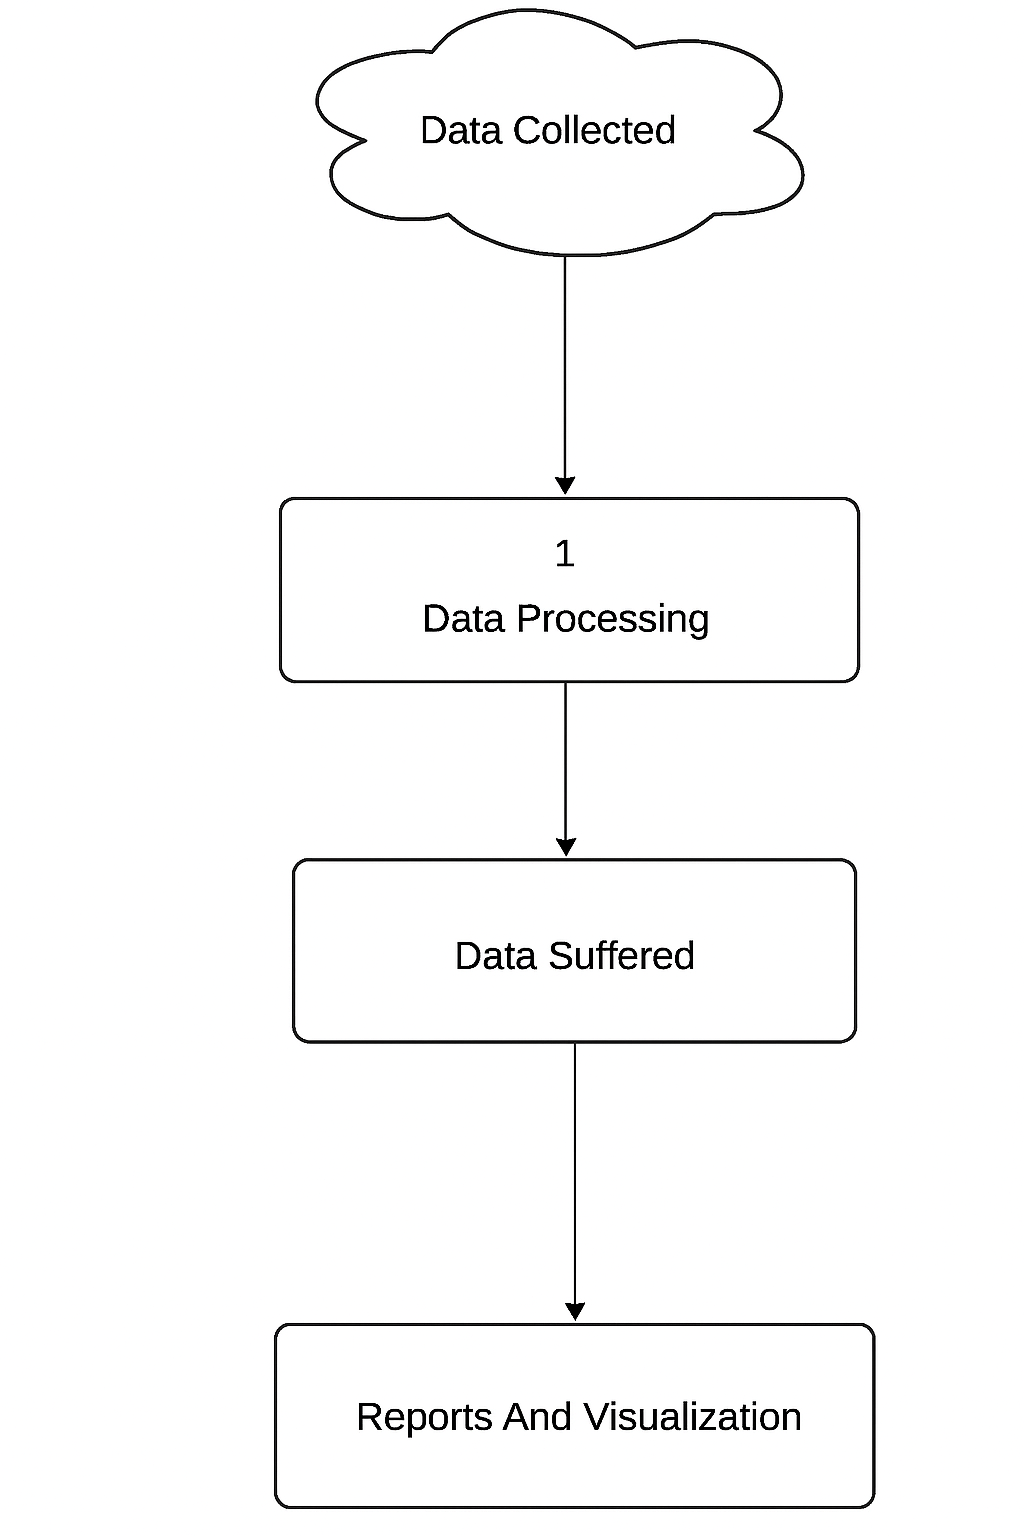 Data Collected
1
Data Processing
Data Suffered
Reports And Visualization